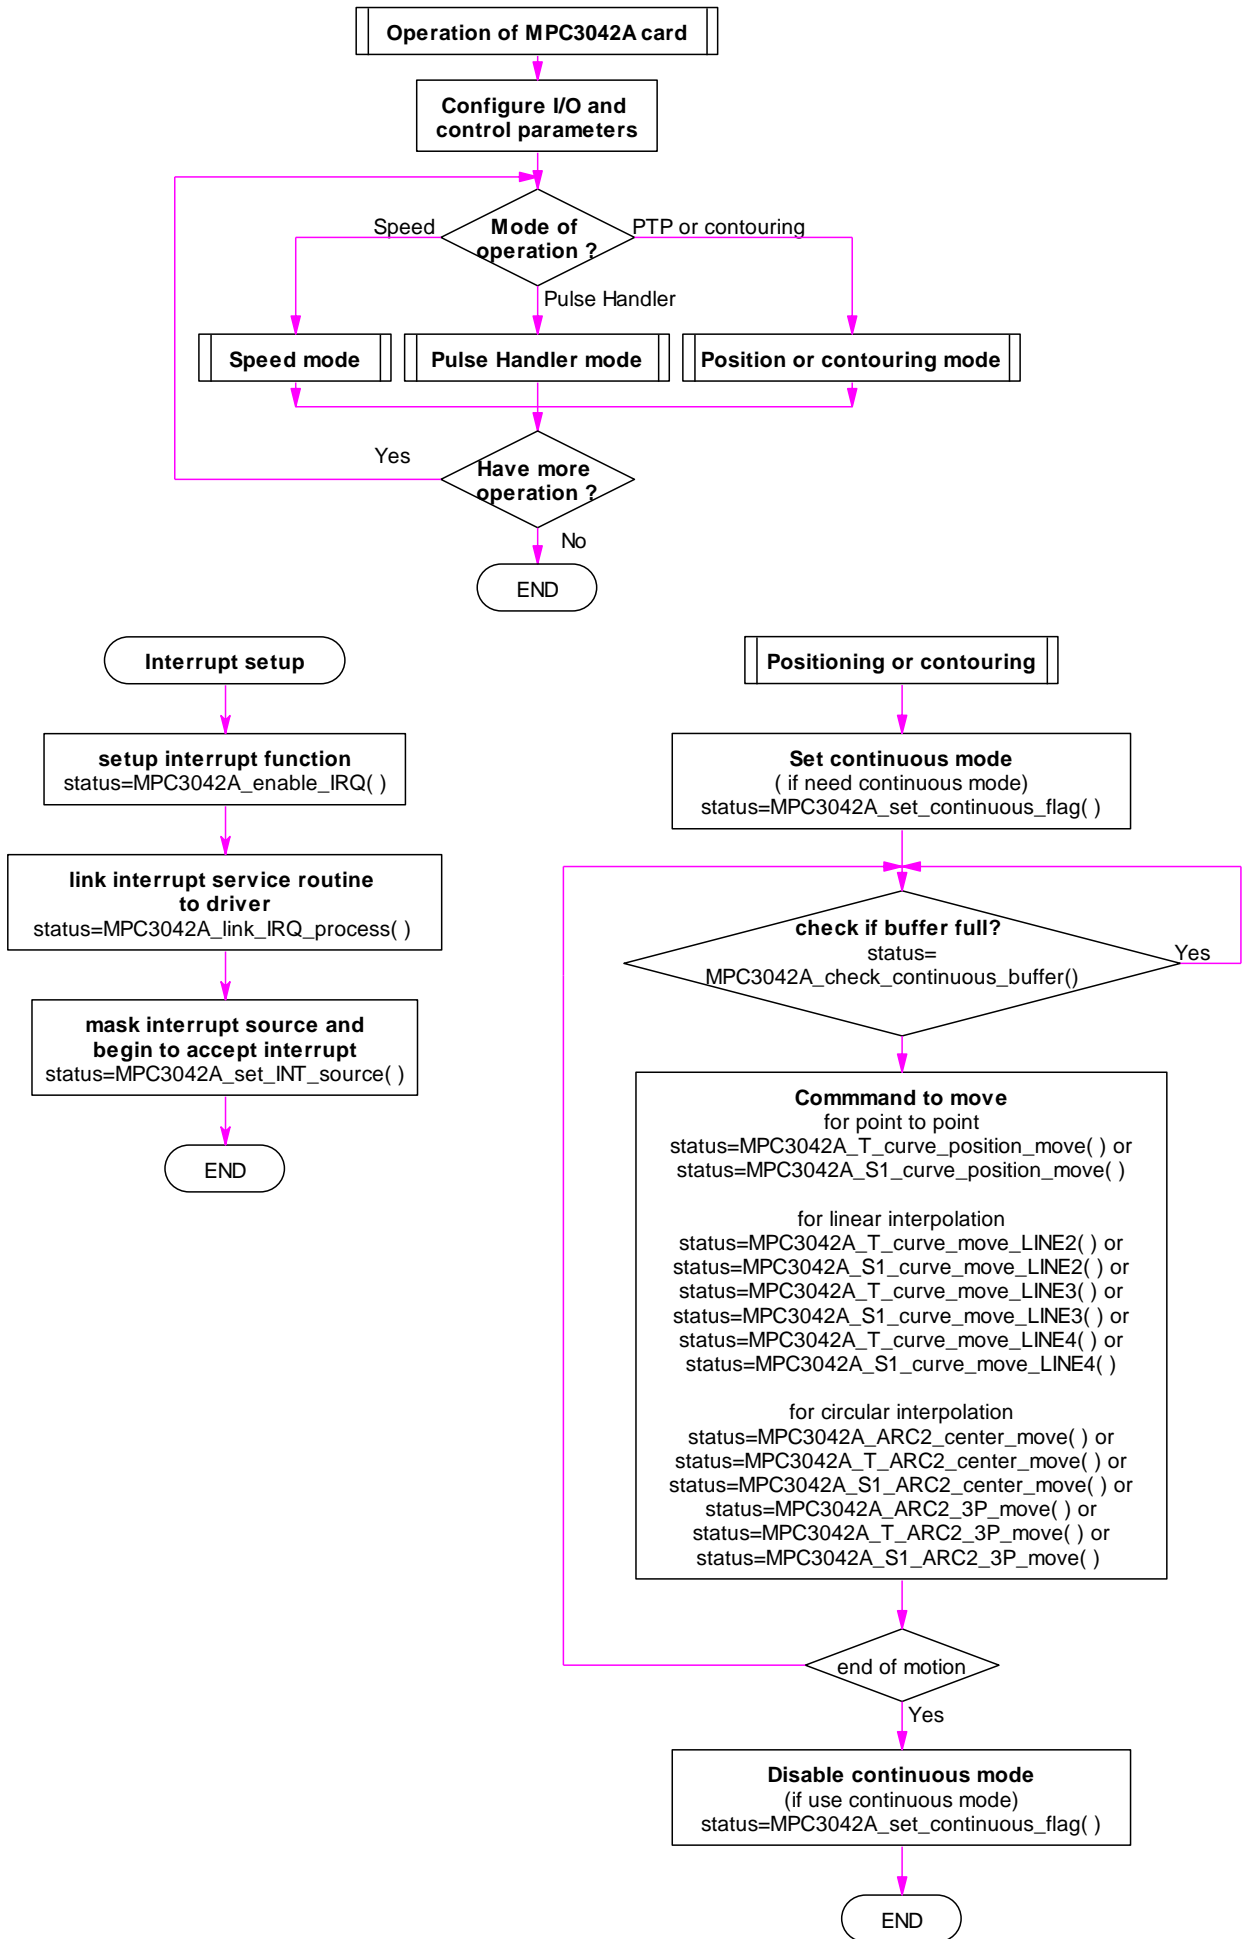 Operation of MPC3042A card
Configure I/O and
control parameters
Speed
Mode of
operation ?
PTP or contouring
Pulse Handler
Speed mode
Pulse Handler mode
Position or contouring mode
Yes
Have more
operation ?
No
END
Interrupt setup
setup interrupt function
status=MPC3042A_enable_IRQ( )
link interrupt service routine
to driver
status=MPC3042A_link_IRQ_process( )
mask interrupt source and
begin to accept interrupt
status=MPC3042A_set_INT_source( )
END
Positioning or contouring
Set continuous mode
( if need continuous mode)
status=MPC3042A_set_continuous_flag( )
check if buffer full?
status=
MPC3042A_check_continuous_buffer()
Yes
Commmand to move
for point to point
status=MPC3042A_T_curve_position_move( ) or
status=MPC3042A_S1_curve_position_move( )
for linear interpolation
status=MPC3042A_T_curve_move_LINE2( ) or
status=MPC3042A_S1_curve_move_LINE2( ) or
status=MPC3042A_T_curve_move_LINE3( ) or
status=MPC3042A_S1_curve_move_LINE3( ) or
status=MPC3042A_T_curve_move_LINE4( ) or
status=MPC3042A_S1_curve_move_LINE4( )
for circular interpolation
status=MPC3042A_ARC2_center_move( ) or
status=MPC3042A_T_ARC2_center_move( ) or
status=MPC3042A_S1_ARC2_center_move( ) or
status=MPC3042A_ARC2_3P_move( ) or
status=MPC3042A_T_ARC2_3P_move( ) or
status=MPC3042A_S1_ARC2_3P_move( )
end of motion
Yes
Disable continuous mode
(if use continuous mode)
status=MPC3042A_set_continuous_flag( )
END